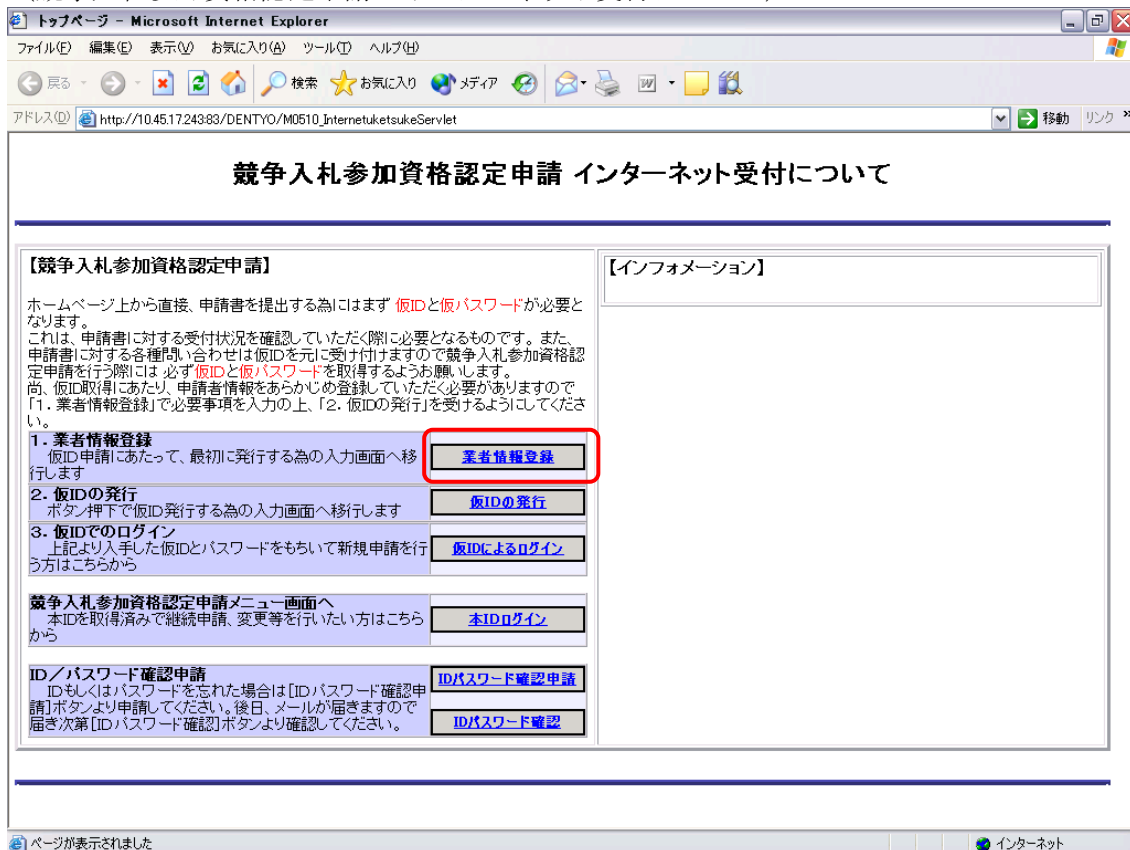 トップページ - Microsoft Internet Explorer
ファイル(F) 編集(E) 表示(V) お気に入り(A) ツール(T) ヘルプ(H)
戻る 検索 お気に入り メディア
アドレス(D) http://10.45.17.243:83/DENTYO/M0510_InternetuketsukeServlet 移動 リンク »
競争入札参加資格認定申請 インターネット受付について
【競争入札参加資格認定申請】
ホームページ上から直接、申請書を提出する為にはまず 仮IDと仮パスワードが必要と
なります。
これは、申請書に対する受付状況を確認していただく際に必要となるものです。また、
申請書に対する各種問い合わせは仮IDを元に受け付けますので競争入札参加資格認
定申請を行う際には 必ず仮IDと仮パスワードを取得するようお願いします。
尚、仮ID取得にあたり、申請者情報をあらかじめ登録していただく必要がありますので
「1．業者情報登録」で必要事項を入力の上、「2．仮IDの発行」を受けるようにしてくださ
い。
1．業者情報登録
仮ID申請にあたって、最初に発行する為の入力画面へ移
行します
業者情報登録
2．仮IDの発行
ボタン押下で仮ID発行する為の入力画面へ移行します
仮IDの発行
3．仮IDでのログイン
上記より入手した仮IDとパスワードをもちいて新規申請を行
う方はこちらから
仮IDによるログイン
競争入札参加資格認定申請メニュー画面へ
本IDを取得済みで継続申請、変更等を行いたい方はこちら
から
本IDログイン
ID／パスワード確認申請
IDもしくはパスワードを忘れた場合は[IDパスワード確認申
請]ボタンより申請してください。後日、メールが届きますので
届き次第[IDパスワード確認]ボタンより確認してください。
IDパスワード確認申請
IDパスワード確認
【インフォメーション】
ページが表示されました インターネット